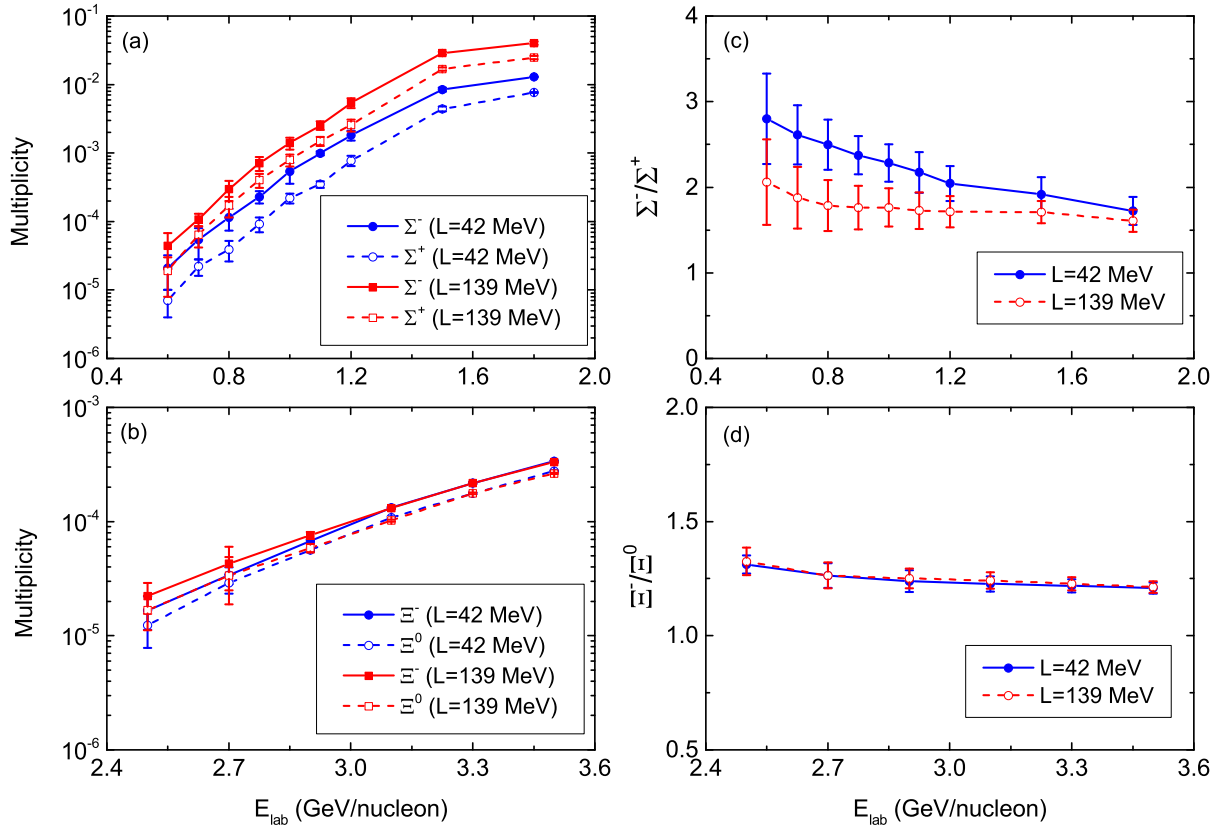 (a)
Multiplicity
10⁻¹
10⁻²
10⁻³
10⁻⁴
10⁻⁵
10⁻⁶
Σ⁻ (L=42 MeV)
Σ⁺ (L=42 MeV)
Σ⁻ (L=139 MeV)
Σ⁺ (L=139 MeV)
0.4 0.8 1.2 1.6 2.0
(c)
Σ⁻/Σ⁺
4
3
2
1
0
L=42 MeV
L=139 MeV
0.4 0.8 1.2 1.6 2.0
(b)
Multiplicity
10⁻³
10⁻⁴
10⁻⁵
10⁻⁶
Ξ⁻ (L=42 MeV)
Ξ⁰ (L=42 MeV)
Ξ⁻ (L=139 MeV)
Ξ⁰ (L=139 MeV)
2.4 2.7 3.0 3.3 3.6
E_lab (GeV/nucleon)
(d)
Ξ⁻/Ξ⁰
2.0
1.5
1.0
0.5
L=42 MeV
L=139 MeV
2.4 2.7 3.0 3.3 3.6
E_lab (GeV/nucleon)